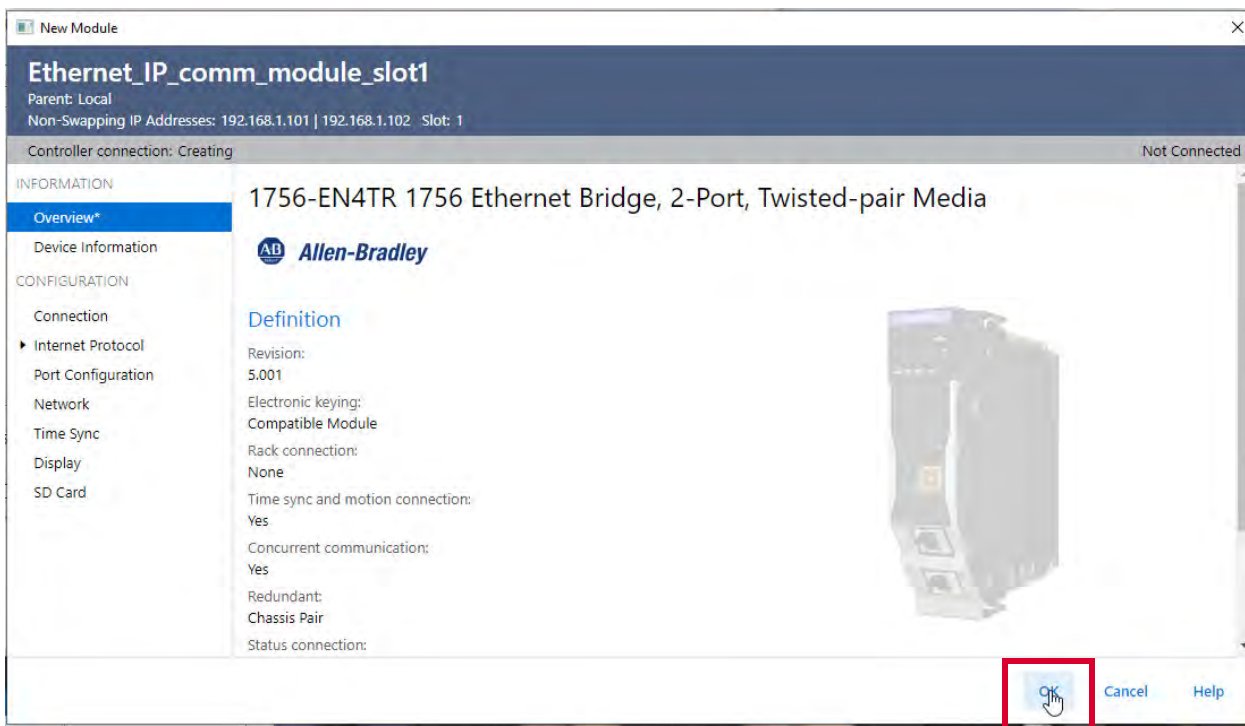 New Module
Ethernet_IP_comm_module_slot1
Parent: Local
Non-Swapping IP Addresses: 192.168.1.101 | 192.168.1.102 Slot: 1
Controller connection: Creating
Not Connected
INFORMATION
Overview*
Device Information
CONFIGURATION
Connection
Internet Protocol
Port Configuration
Network
Time Sync
Display
SD Card
1756-EN4TR 1756 Ethernet Bridge, 2-Port, Twisted-pair Media
AB Allen-Bradley
Definition
Revision:
5.001
Electronic keying:
Compatible Module
Rack connection:
None
Time sync and motion connection:
Yes
Concurrent communication:
Yes
Redundant:
Chassis Pair
Status connection:
OK Cancel Help